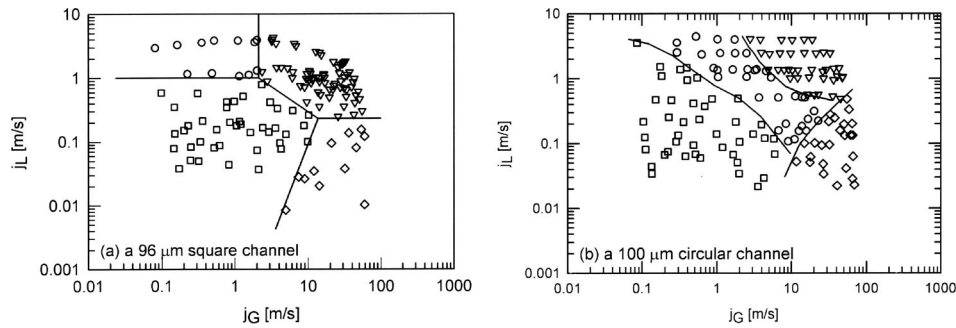 10
1
0.1
0.01
0.001
j_L [m/s]
(a) a 96 μm square channel
0.01 0.1 1 10 100 1000
j_G [m/s]
10
1
0.1
0.01
0.001
j_L [m/s]
(b) a 100 μm circular channel
0.01 0.1 1 10 100 1000
j_G [m/s]